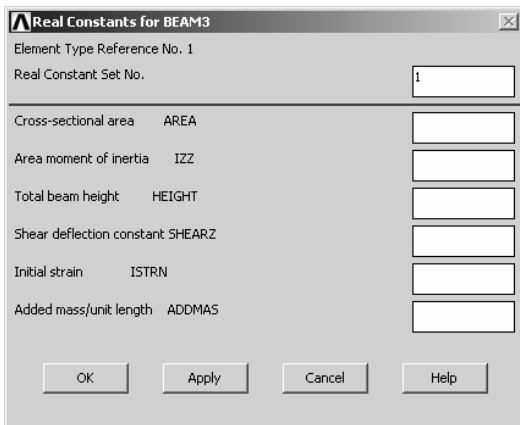 Real Constants for BEAM3
Element Type Reference No. 1
Real Constant Set No. 1
Cross-sectional area AREA
Area moment of inertia IZZ
Total beam height HEIGHT
Shear deflection constant SHEARZ
Initial strain ISTRN
Added mass/unit length ADDMAS
OK Apply Cancel Help